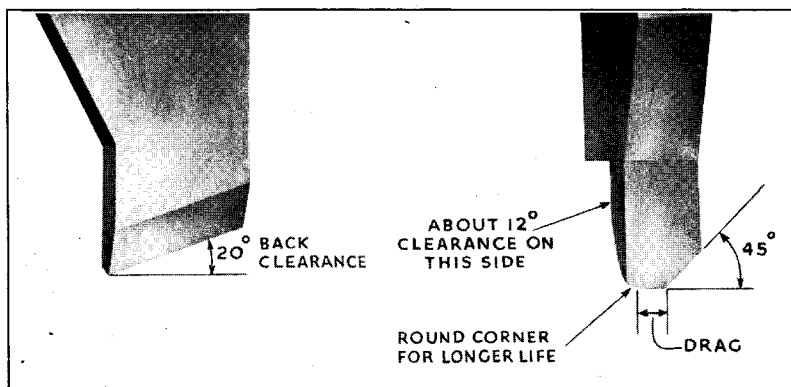 20° BACK
CLEARANCE
ABOUT 12°
CLEARANCE ON
THIS SIDE
45°
ROUND CORNER
FOR LONGER LIFE
DRAG